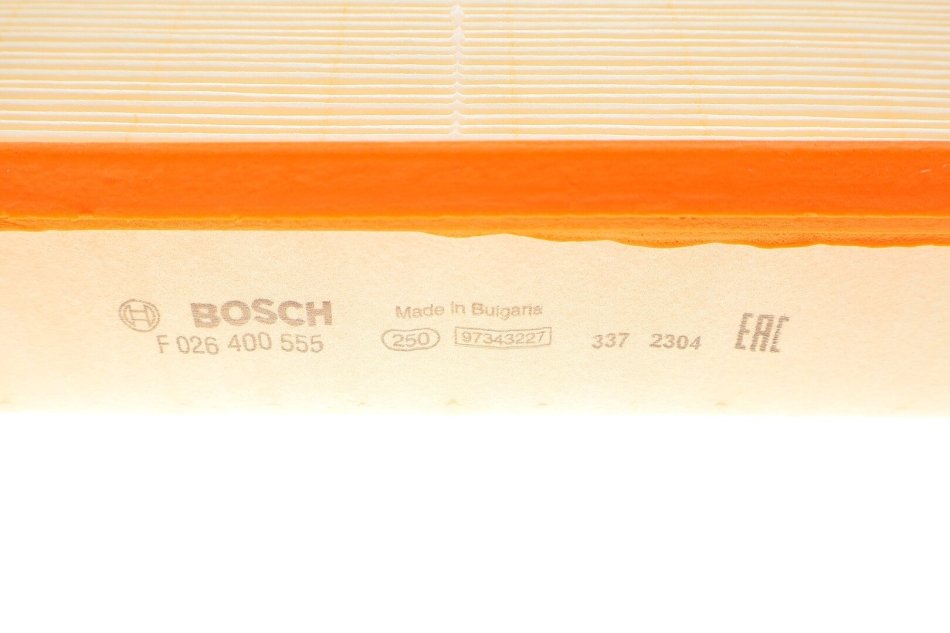 BOSCH
F 026 400 555
Made in Bulgaria
250 97343227
337 2304
EAC